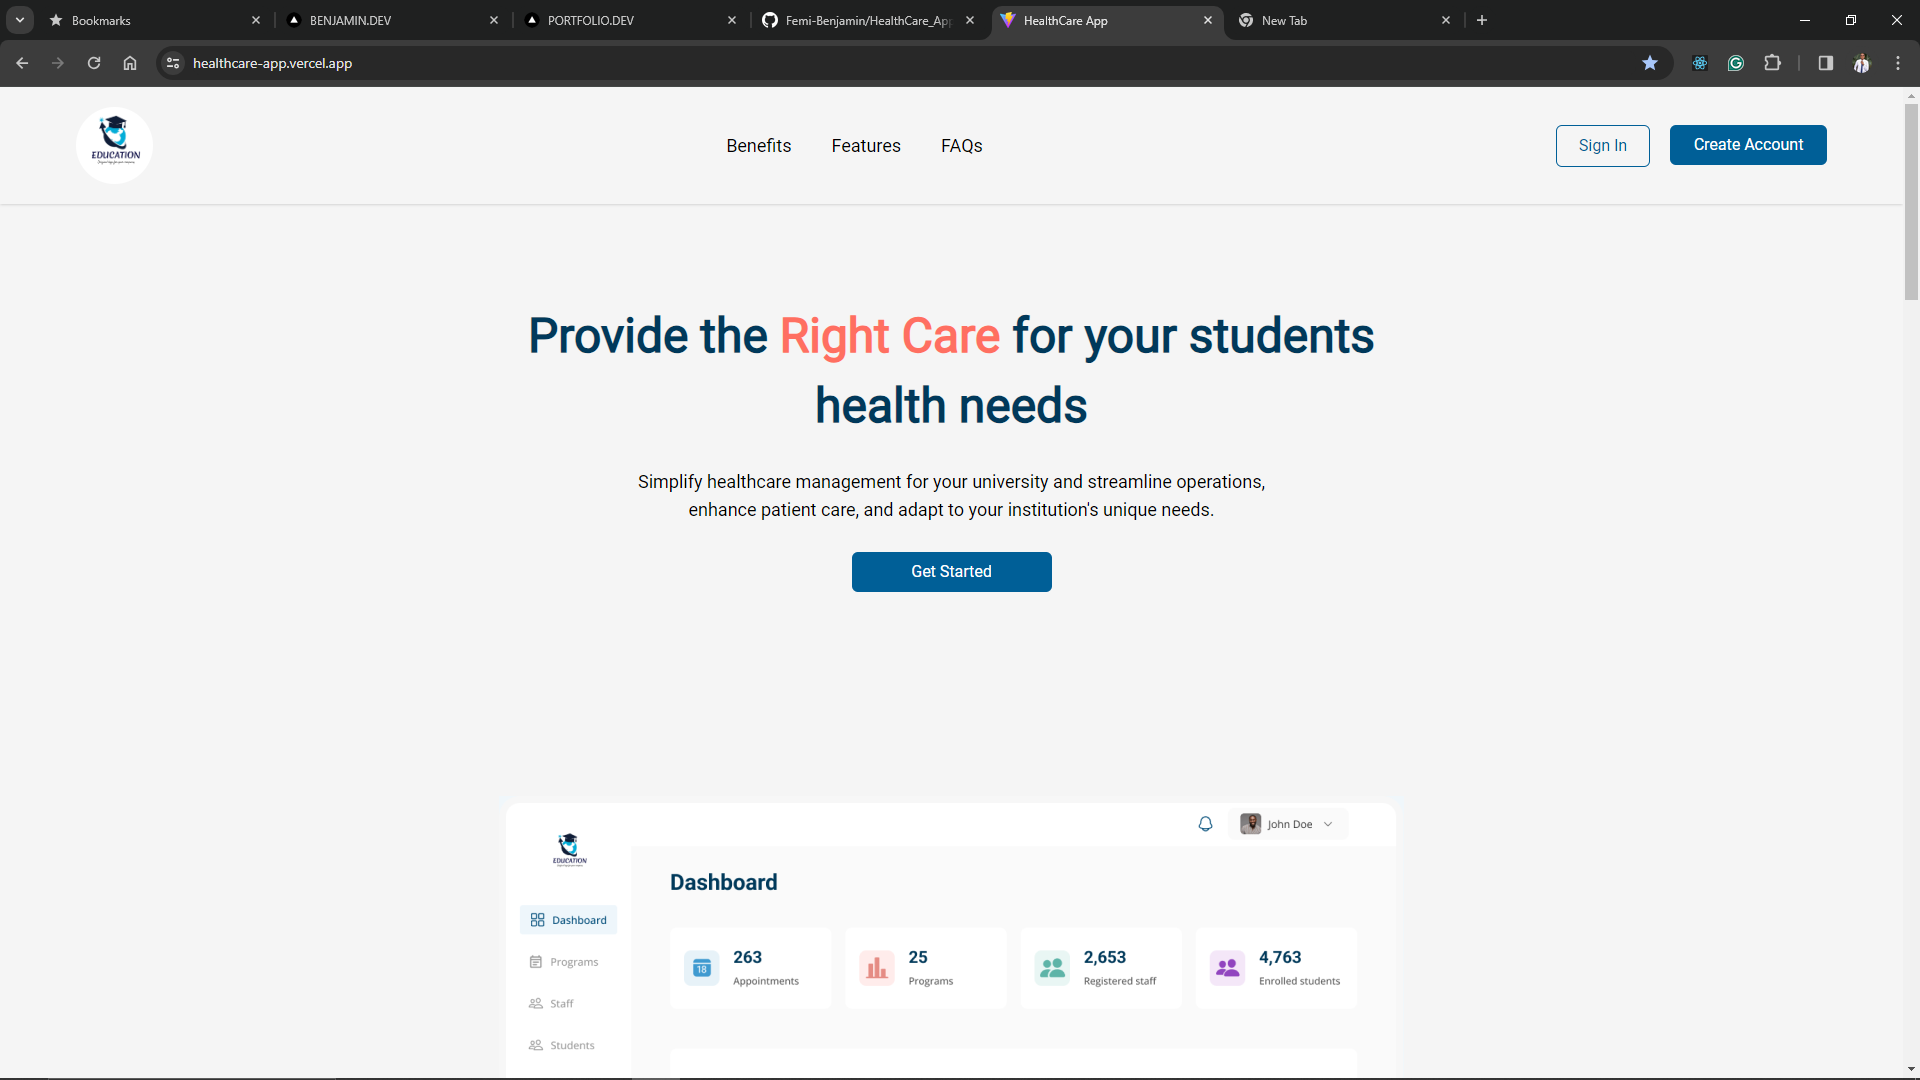 Bookmarks
BENJAMIN.DEV
PORTFOLIO.DEV
Femi-Benjamin/HealthCare_App
HealthCare App
New Tab
healthcare-app.vercel.app
EDUCATION
Benefits
Features
FAQs
Sign In
Create Account
Provide the Right Care for your students
health needs
Simplify healthcare management for your university and streamline operations,
enhance patient care, and adapt to your institution's unique needs.
Get Started
EDUCATION
John Doe
Dashboard
Programs
Staff
Students
Dashboard
18
263
Appointments
25
Programs
2,653
Registered staff
4,763
Enrolled students